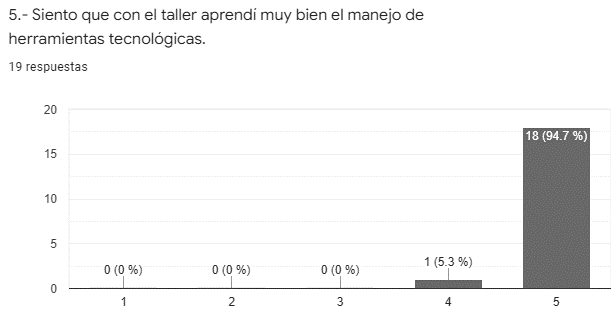 5.- Siento que con el taller aprendí muy bien el manejo de
herramientas tecnológicas.
19 respuestas
20
15
10
5
0
0 (0 %)
0 (0 %)
0 (0 %)
1 (5.3 %)
18 (94.7 %)
1
2
3
4
5